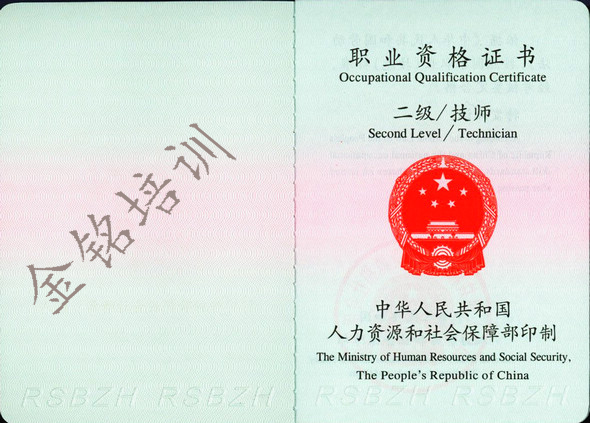 金铭培训
RSBZH RSBZH
职业资格证书
Occupational Qualification Certificate
二级/技师
Second Level/Technician
中华人民共和国
人力资源和社会保障部印制
The Ministry of Human Resources and Social Security,
The People's Republic of China
RSBZH RSBZH